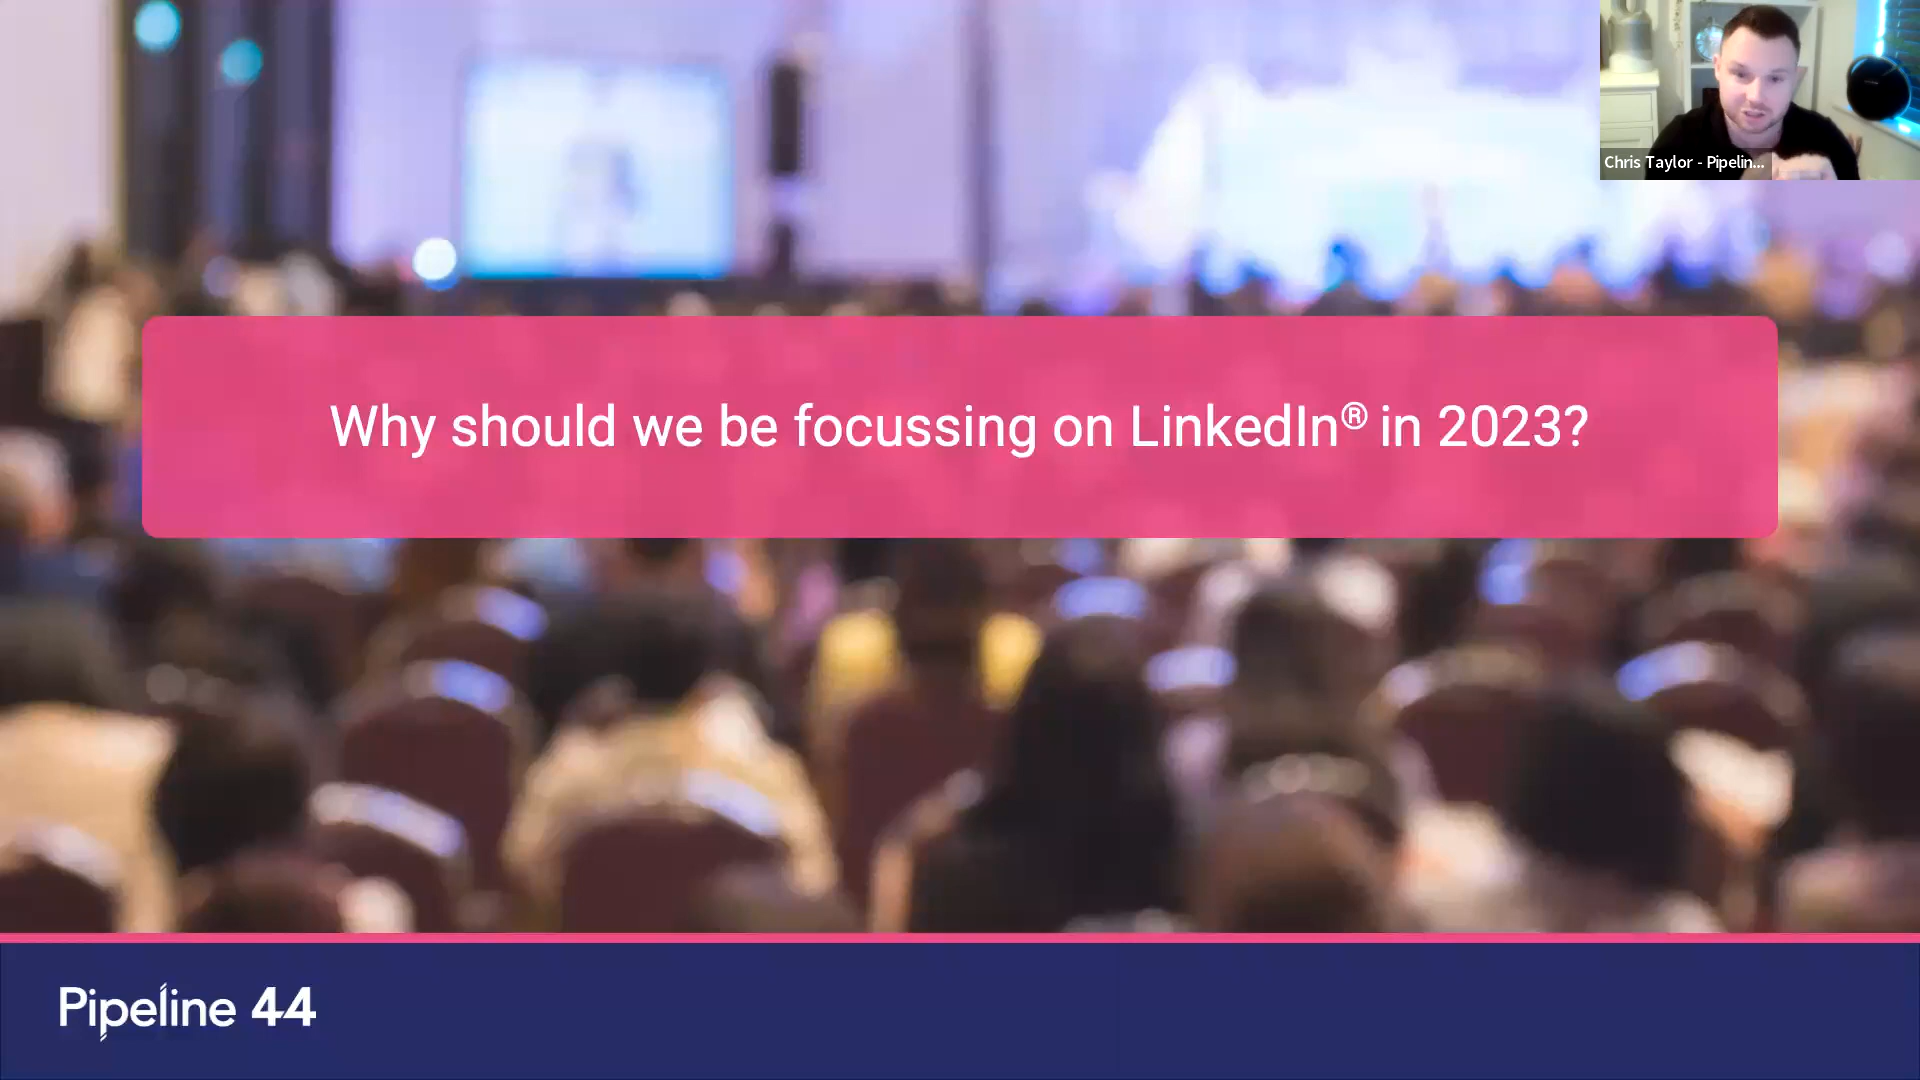 Chris Taylor - Pipelin...
Why should we be focussing on LinkedIn® in 2023?
Pipeline 44